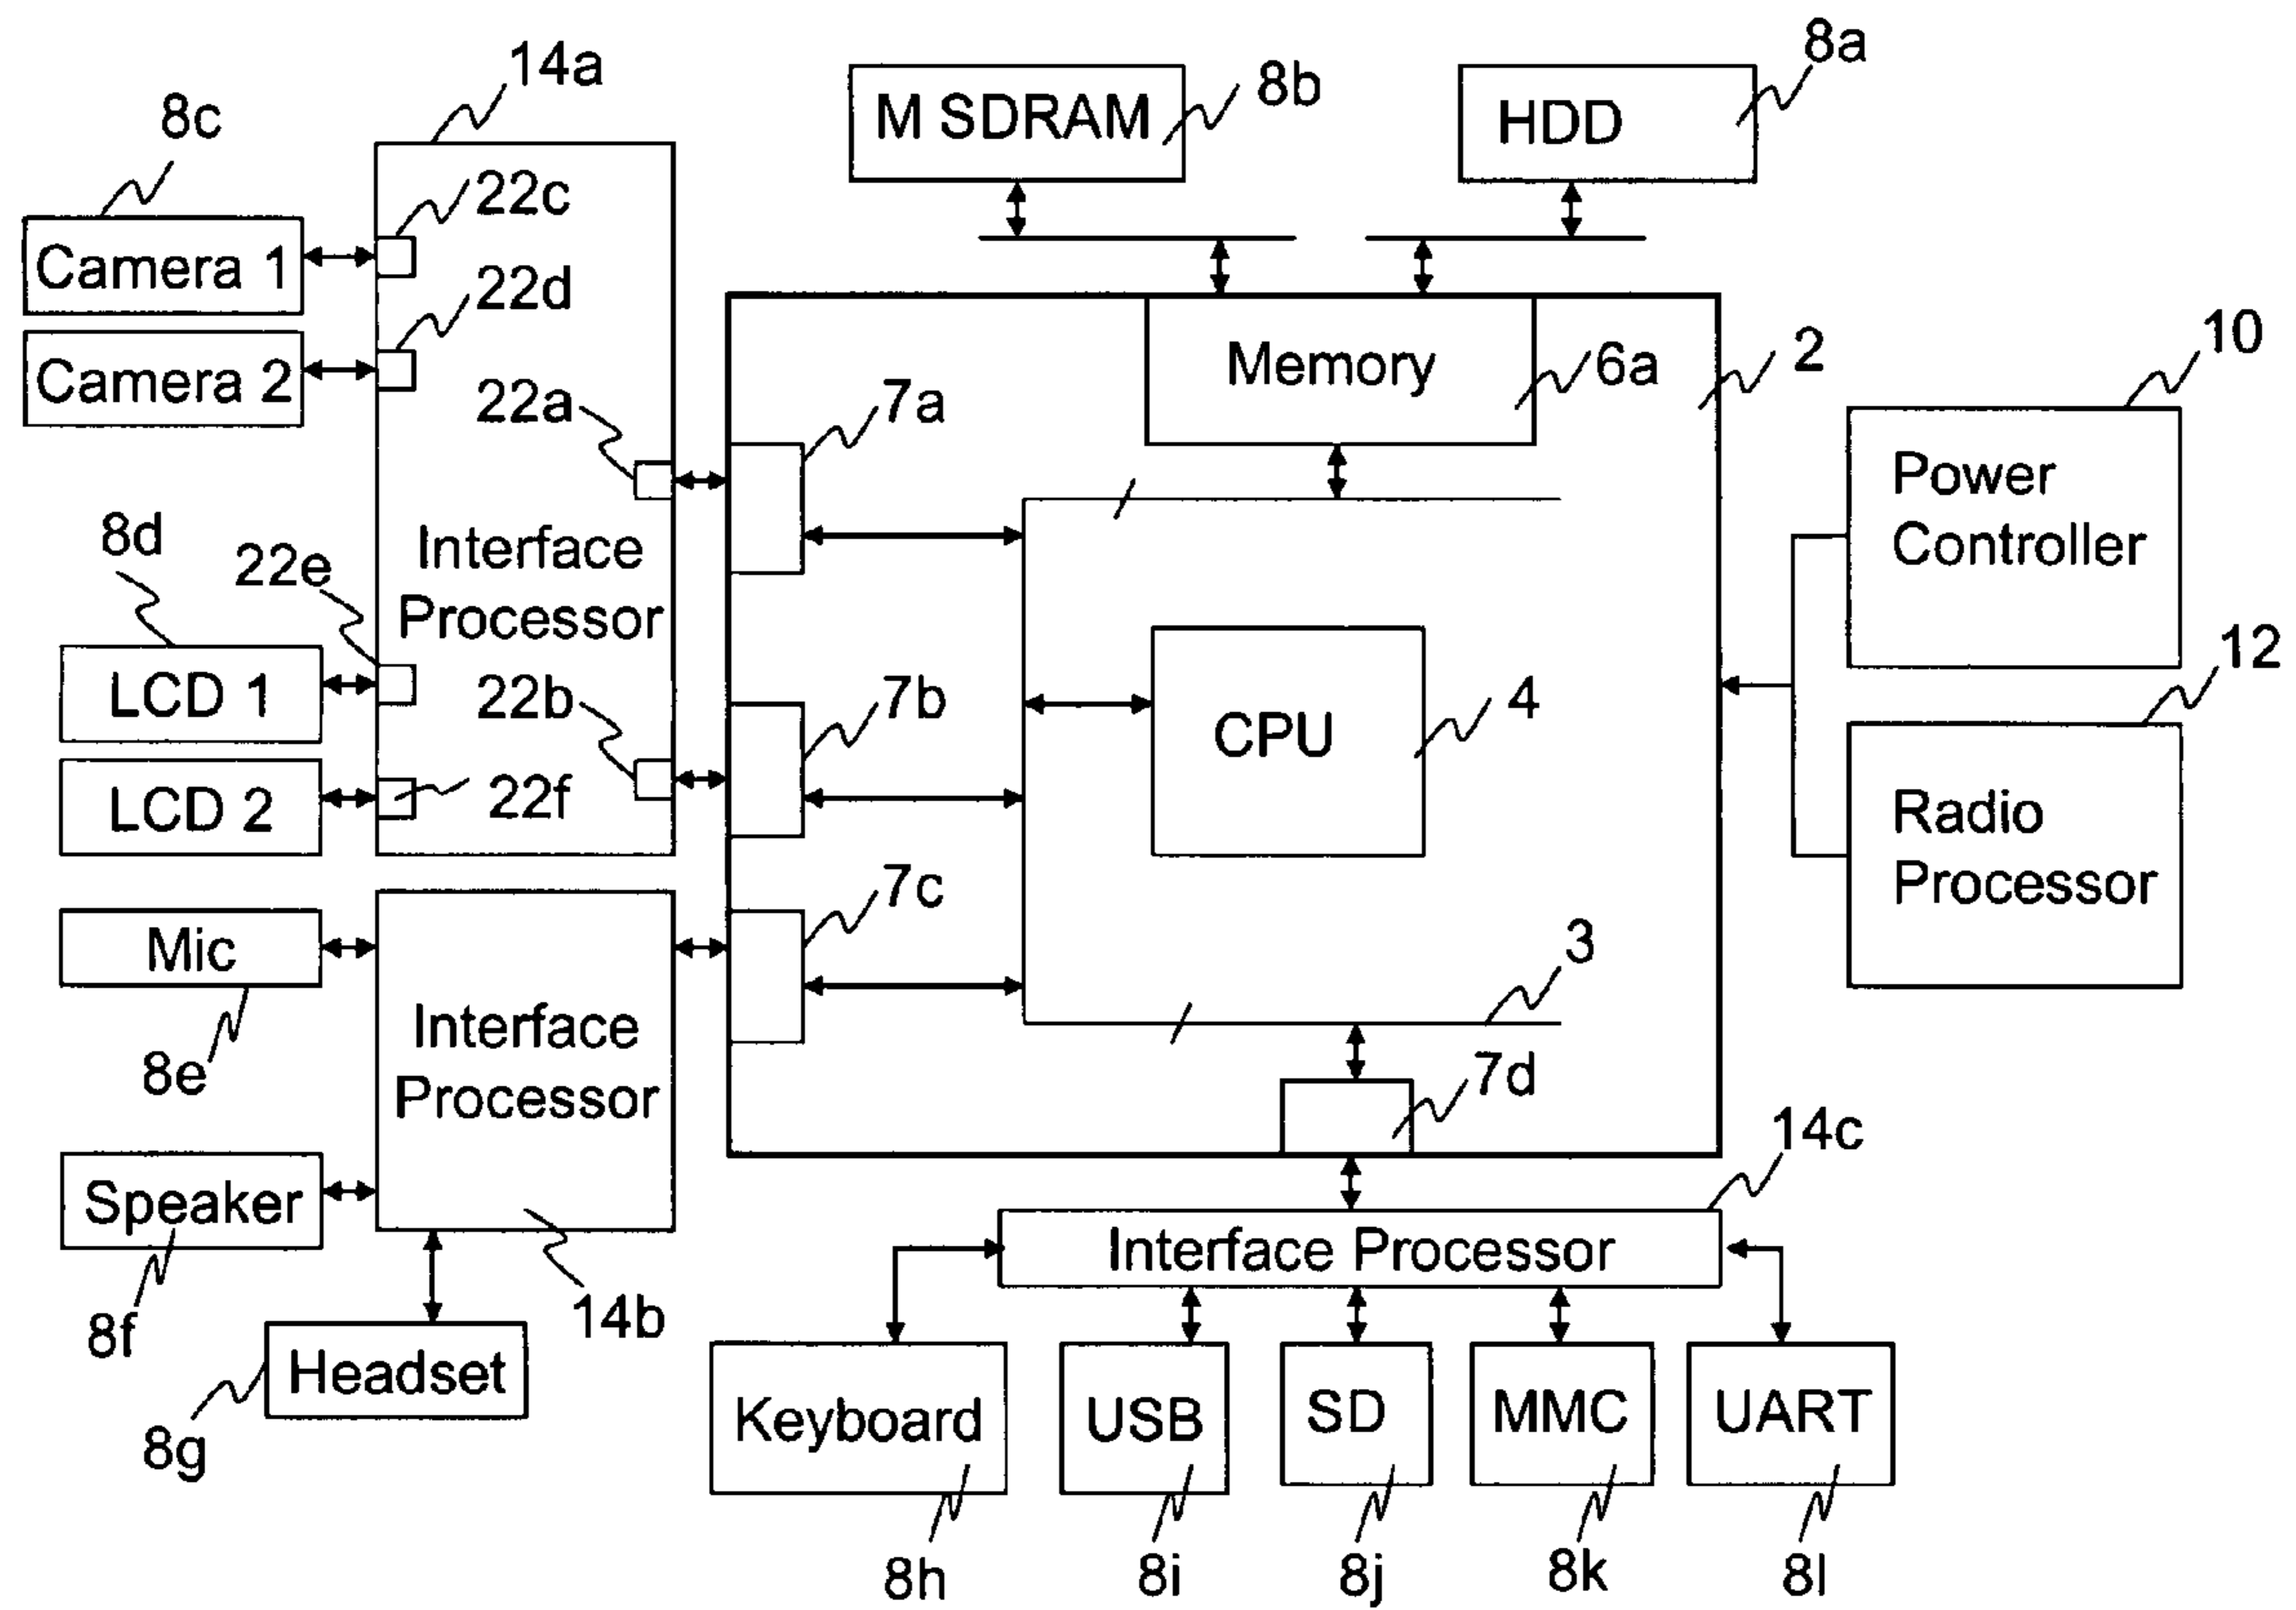 14a
8a
8c
M SDRAM
8b
HDD
22c
Camera 1
22d
Camera 2
22a
7a
Memory
6a
2
10
Power
Controller
8d
22e
Interface
Processor
LCD 1
22b
7b
CPU
4
12
LCD 2
22f
Radio
Processor
7c
Mic
3
8e
Interface
Processor
7d
14c
Speaker
Interface Processor
8f
14b
Headset
8g
Keyboard
USB
SD
MMC
UART
8h
8i
8j
8k
8l